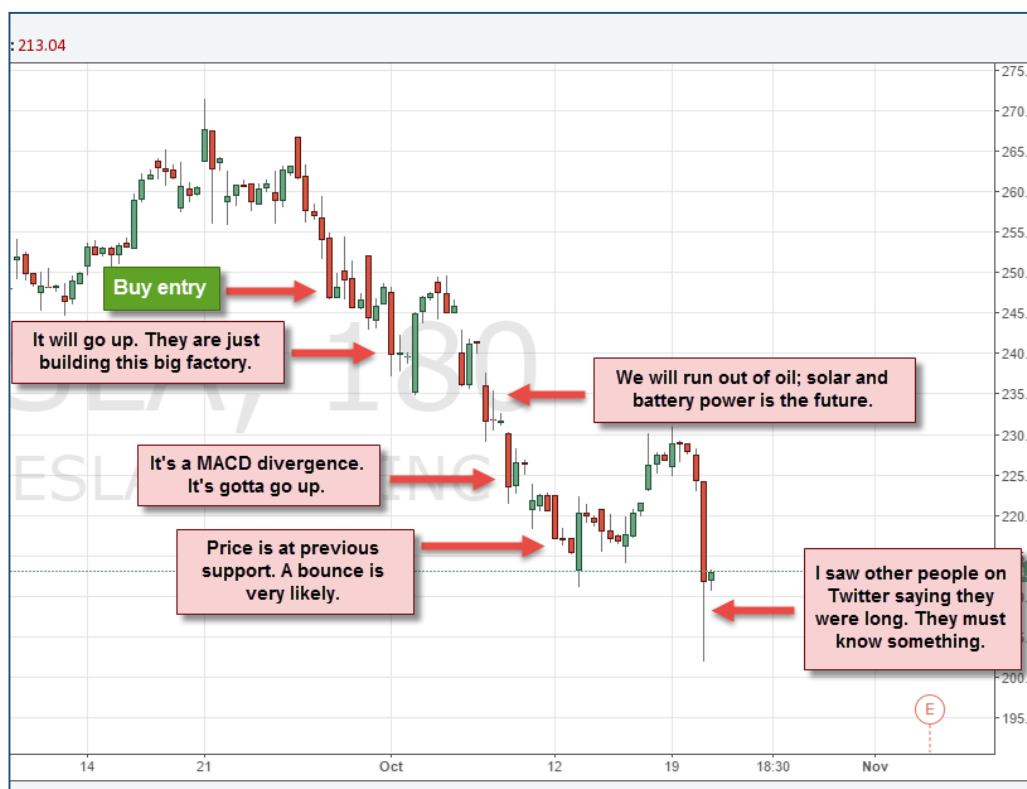 : 213.04
275.
270.
265.
260.
255.
250.
245.
240.
235.
230.
225.
220.
200.
195.
Buy entry
It will go up. They are just
building this big factory.
We will run out of oil; solar and
battery power is the future.
It's a MACD divergence.
It's gotta go up.
Price is at previous
support. A bounce is
very likely.
I saw other people on
Twitter saying they
were long. They must
know something.
SLA, 180
ESLA
NG
E
14
21
Oct
12
19
18:30
Nov